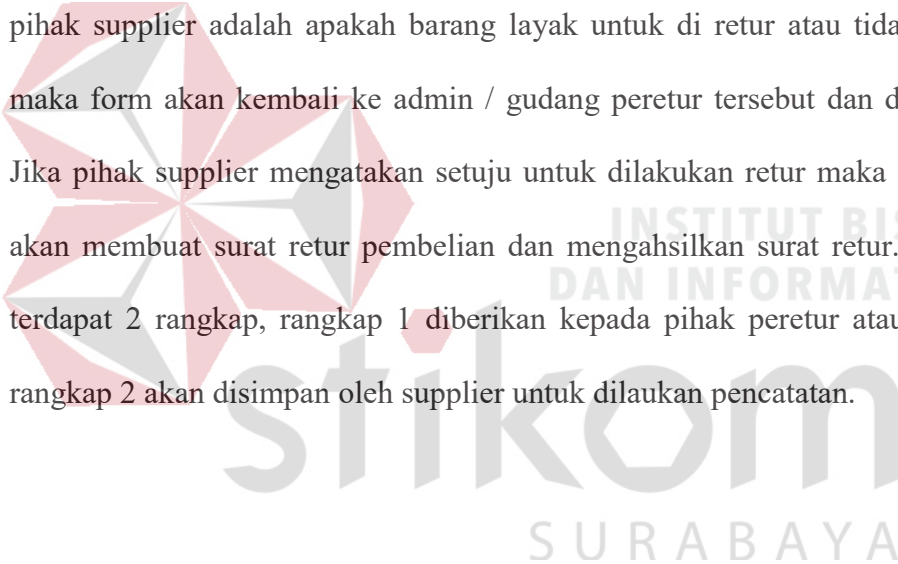 pihak supplier adalah apakah barang layak untuk di retur atau
maka form akan kembali ke admin / gudang peretur tersebut dan
Jika pihak supplier mengatakan setuju untuk dilakukan retur maka
akan membuat surat retur pembelian dan mengahsilkan surat retur.
terdapat 2 rangkap, rangkap 1 diberikan kepada pihak peretur atau
rangkap 2 akan disimpan oleh supplier untuk dilaukan pencatatan.
INSTITUT
DAN
stikom
SURABAYA